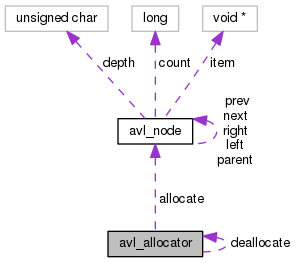 unsigned char
long
void *
depth
count
item
avl_node
prev
next
right
left
parent
allocate
avl_allocator
deallocate